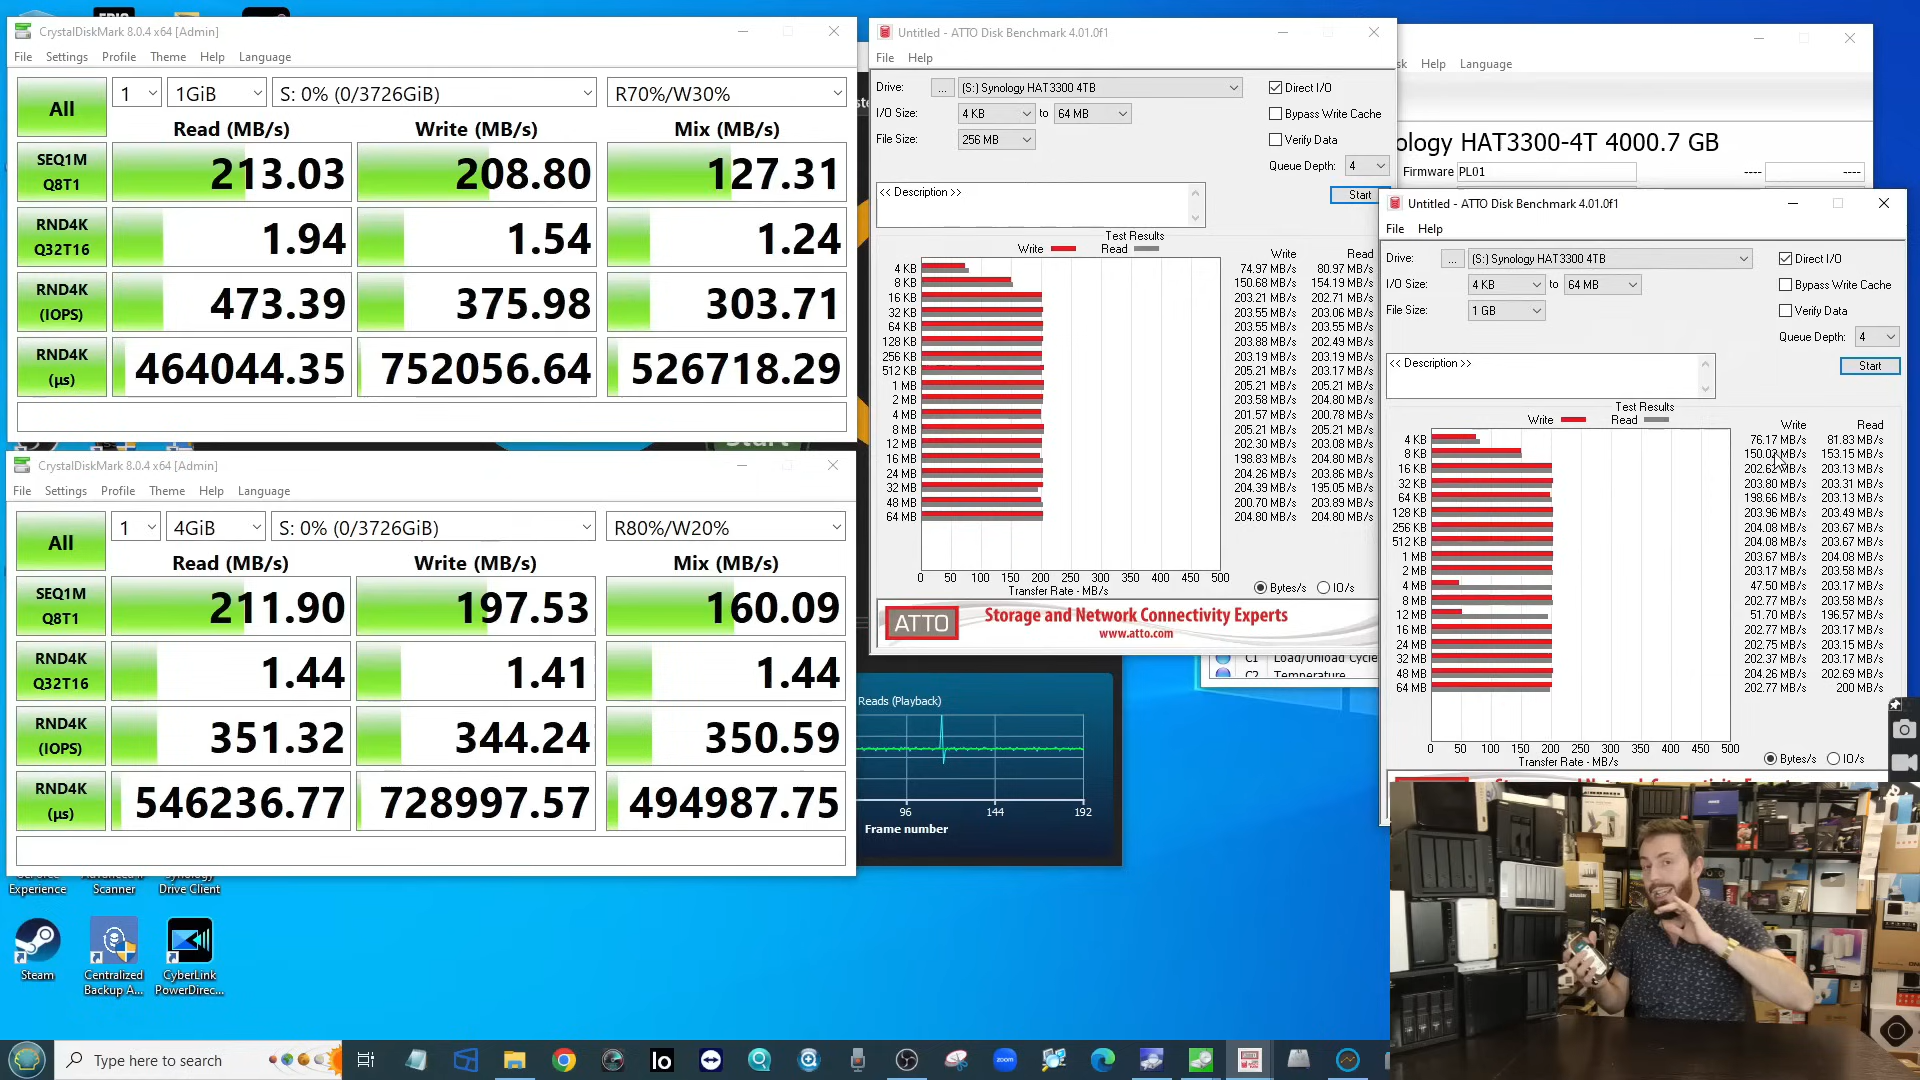 CrystalDiskMark 8.0.4 x64 [Admin]
File Settings Profile Theme Help Language
All 1 1GiB S: 0% (0/3726GiB) R70%/W30%
Read (MB/s) Write (MB/s) Mix (MB/s)
SEQ1M
Q8T1 213.03 208.80 127.31
RND4K
Q32T16 1.94 1.54 1.24
RND4K
(IOPS) 473.39 375.98 303.71
RND4K
(µs) 464044.35 752056.64 526718.29
CrystalDiskMark 8.0.4 x64 [Admin]
File Settings Profile Theme Help Language
All 1 4GiB S: 0% (0/3726GiB) R80%/W20%
Read (MB/s) Write (MB/s) Mix (MB/s)
SEQ1M
Q8T1 211.90 197.53 160.09
RND4K
Q32T16 1.44 1.41 1.44
RND4K
(IOPS) 351.32 344.24 350.59
RND4K
(µs) 546236.77 728997.57 494987.75
Untitled - ATTO Disk Benchmark 4.01.0f1
File Help
Drive: ... (S:) Synology HAT3300 4TB Direct I/O
I/O Size: 4 KB to 64 MB Bypass Write Cache
File Size: 256 MB Verify Data
Queue Depth: 4
<< Description >> Start
Test Results
Write Read
Write Read
4 KB 74.97 MB/s 80.97 MB/s
8 KB 150.68 MB/s 154.19 MB/s
16 KB 203.21 MB/s 202.71 MB/s
32 KB 203.55 MB/s 203.06 MB/s
64 KB 203.55 MB/s 203.55 MB/s
128 KB 203.88 MB/s 202.49 MB/s
256 KB 203.19 MB/s 203.19 MB/s
512 KB 205.21 MB/s 203.17 MB/s
1 MB 205.21 MB/s 205.21 MB/s
2 MB 203.58 MB/s 204.80 MB/s
4 MB 201.57 MB/s 200.78 MB/s
8 MB 205.21 MB/s 205.21 MB/s
12 MB 202.30 MB/s 203.08 MB/s
16 MB 198.83 MB/s 204.80 MB/s
24 MB 204.26 MB/s 203.86 MB/s
32 MB 204.39 MB/s 195.05 MB/s
48 MB 200.70 MB/s 203.89 MB/s
64 MB 204.80 MB/s 204.80 MB/s
0 50 100 150 200 250 300 350 400 450 500
Transfer Rate - MB/s
Bytes/s IO/s
ATTO
Storage and Network Connectivity Experts
www.atto.com
Help Language
ology HAT3300-4T 4000.7 GB
Firmware PL01 ---- ----
Untitled - ATTO Disk Benchmark 4.01.0f1
File Help
Drive: ... (S:) Synology HAT3300 4TB Direct I/O
I/O Size: 4 KB to 64 MB Bypass Write Cache
File Size: 1 GB Verify Data
Queue Depth: 4
<< Description >> Start
Test Results
Write Read
Write Read
4 KB 76.17 MB/s 81.83 MB/s
8 KB 150.02 MB/s 153.15 MB/s
16 KB 202.62 MB/s 203.13 MB/s
32 KB 203.80 MB/s 203.31 MB/s
64 KB 198.66 MB/s 203.13 MB/s
128 KB 203.96 MB/s 203.49 MB/s
256 KB 204.08 MB/s 203.67 MB/s
512 KB 204.08 MB/s 203.67 MB/s
1 MB 203.67 MB/s 204.08 MB/s
2 MB 203.17 MB/s 203.58 MB/s
4 MB 47.50 MB/s 203.17 MB/s
8 MB 202.77 MB/s 203.58 MB/s
12 MB 51.70 MB/s 196.57 MB/s
16 MB 202.77 MB/s 203.17 MB/s
24 MB 202.75 MB/s 203.15 MB/s
32 MB 202.37 MB/s 203.17 MB/s
48 MB 204.26 MB/s 202.69 MB/s
64 MB 202.77 MB/s 200 MB/s
0 50 100 150 200 250 300 350 400 450 500
Transfer Rate - MB/s
Bytes/s IO/s
C1 Load/Unload Cycle
C2 Temperature
Reads (Playback)
96 144 192
Frame number
Experience
Scanner
Drive Client
Steam
Centralized
Backup A...
CyberLink
PowerDirec...
Type here to search
Io
zoom